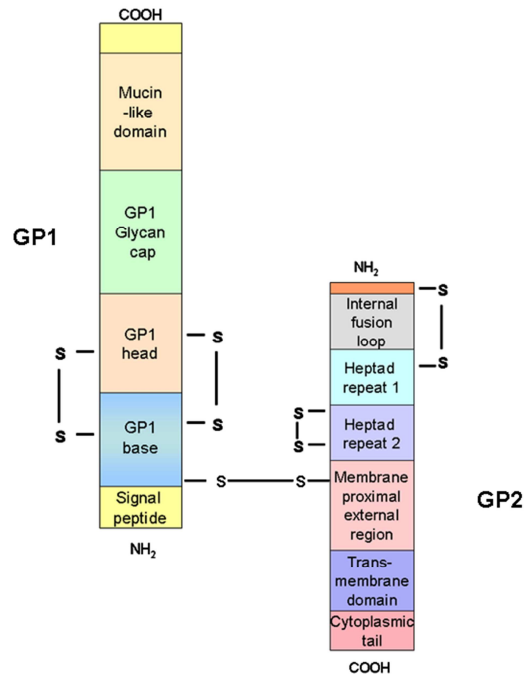 COOH
Mucin
-like
domain
GP1
GP1
Glycan
cap
GP1
head
S
S
S
S
GP1
base
Signal
peptide
NH2
S
S
NH2
Internal
fusion
loop
S
S
Heptad
repeat 1
S
S
Heptad
repeat 2
Membrane
proximal
external
region
GP2
Trans-
membrane
domain
Cytoplasmic
tail
COOH